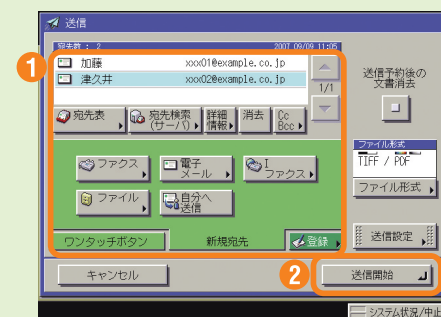 送信
宛先数 : 2
2007 09/09 11:05
1
加藤 xxx01@example.co.jp
津久井 xxx02@example.co.jp
1/1
送信予約後の
文書消去
宛先表
宛先検索
(サーバ)
詳細
情報
消去
Cc
Bcc
ファイル形式
TIFF / PDF
ファイル形式
ファクス
電子
メール
I
ファクス
ファイル
自分へ
送信
ワンタッチボタン
新規宛先
登録
送信設定
キャンセル
2
送信開始
システム状況/中止